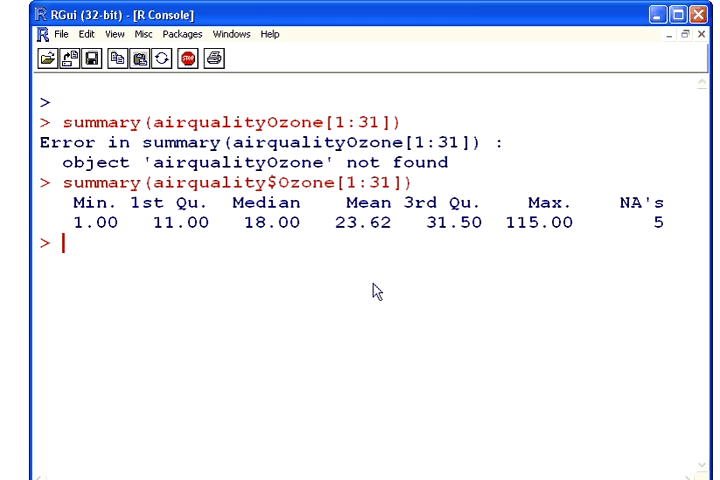 RGui (32-bit) - [R Console]
File Edit View Misc Packages Windows Help
STOP
>
> summary(airqualityOzone[1:31])
Error in summary(airqualityOzone[1:31]) :
  object 'airqualityOzone' not found
> summary(airquality$Ozone[1:31])
   Min. 1st Qu.  Median    Mean 3rd Qu.    Max.    NA's
   1.00   11.00   18.00   23.62   31.50  115.00       5
>